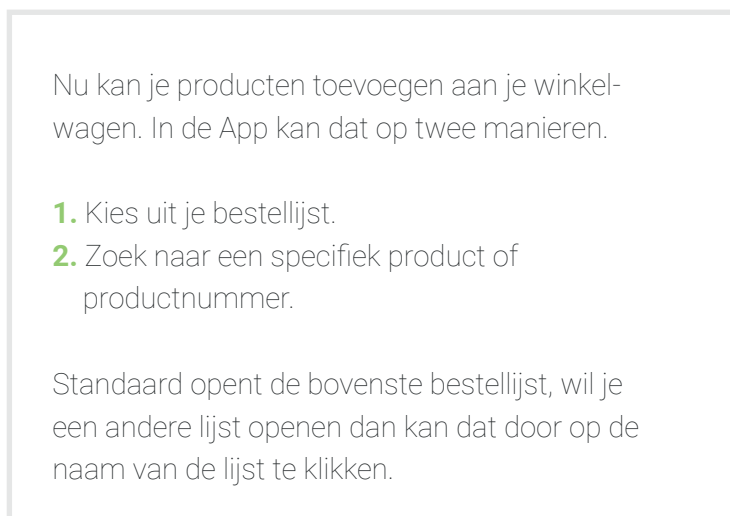 Nu kan je producten toevoegen aan je winkel-
wagen. In de App kan dat op twee manieren.
1. Kies uit je bestellijst.
2. Zoek naar een specifiek product of
productnummer.
Standaard opent de bovenste bestellijst, wil je
een andere lijst openen dan kan dat door op de
naam van de lijst te klikken.